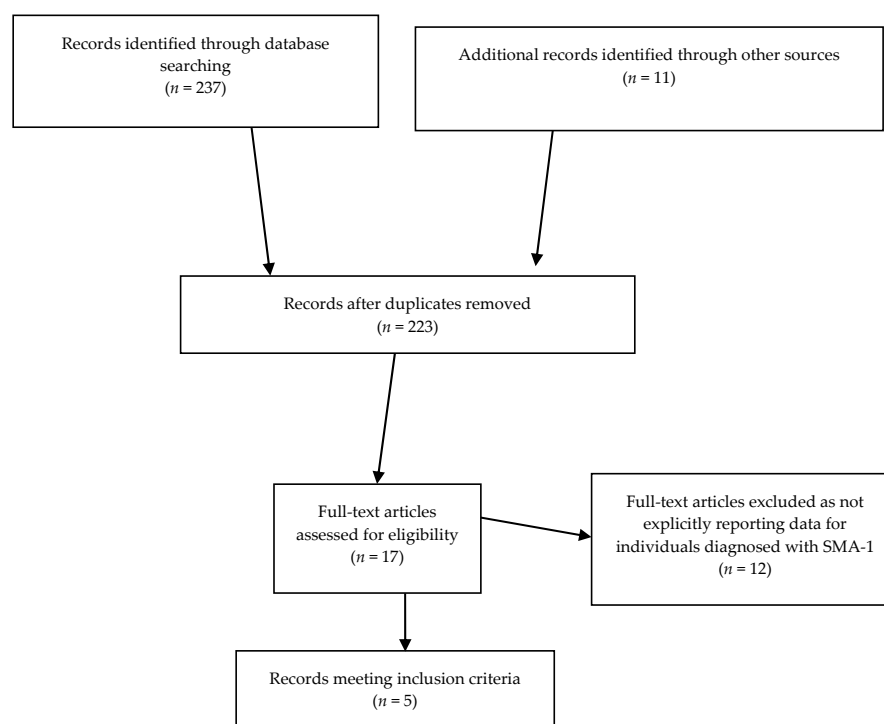 Records identified through database
searching
(n = 237)
Additional records identified through other sources
(n = 11)
Records after duplicates removed
(n = 223)
Full-text articles
assessed for eligibility
(n = 17)
Full-text articles excluded as not
explicitly reporting data for
individuals diagnosed with SMA-1
(n = 12)
Records meeting inclusion criteria
(n = 5)